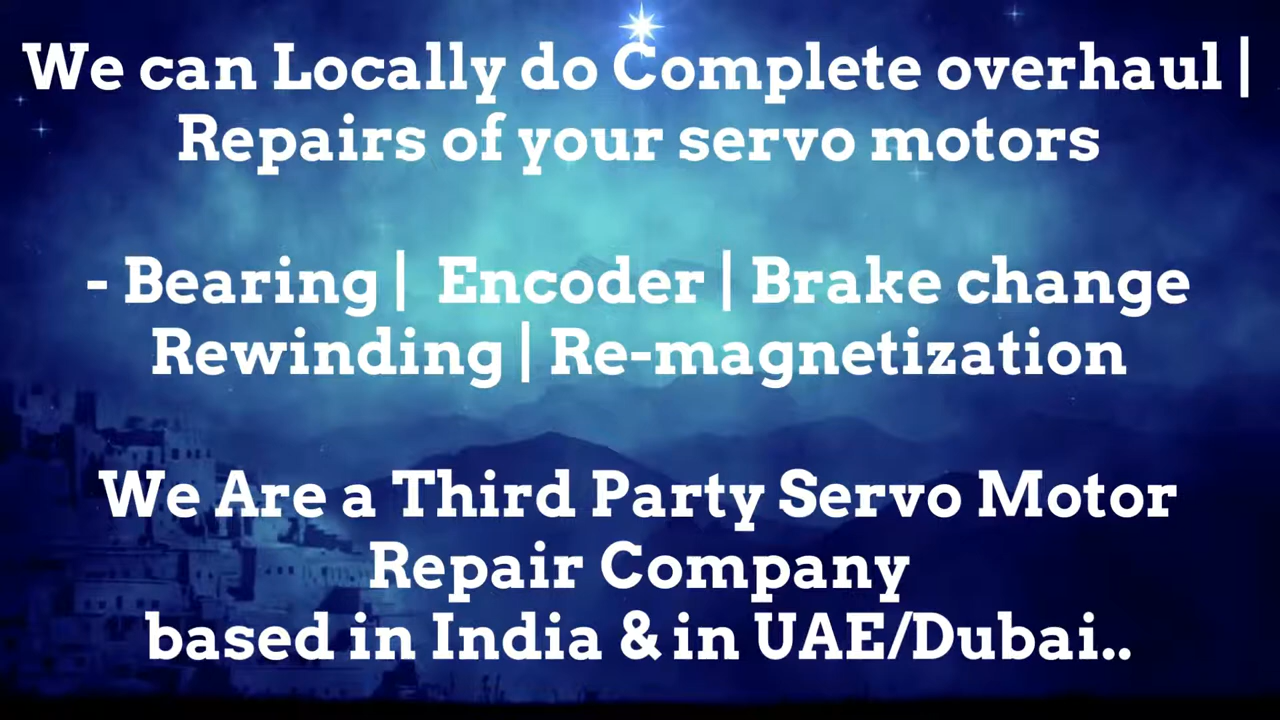 We can Locally do Complete overhaul |
Repairs of your servo motors
- Bearing | Encoder | Brake change
Rewinding | Re-magnetization
We Are a Third Party Servo Motor
Repair Company
based in India & in UAE/Dubai..